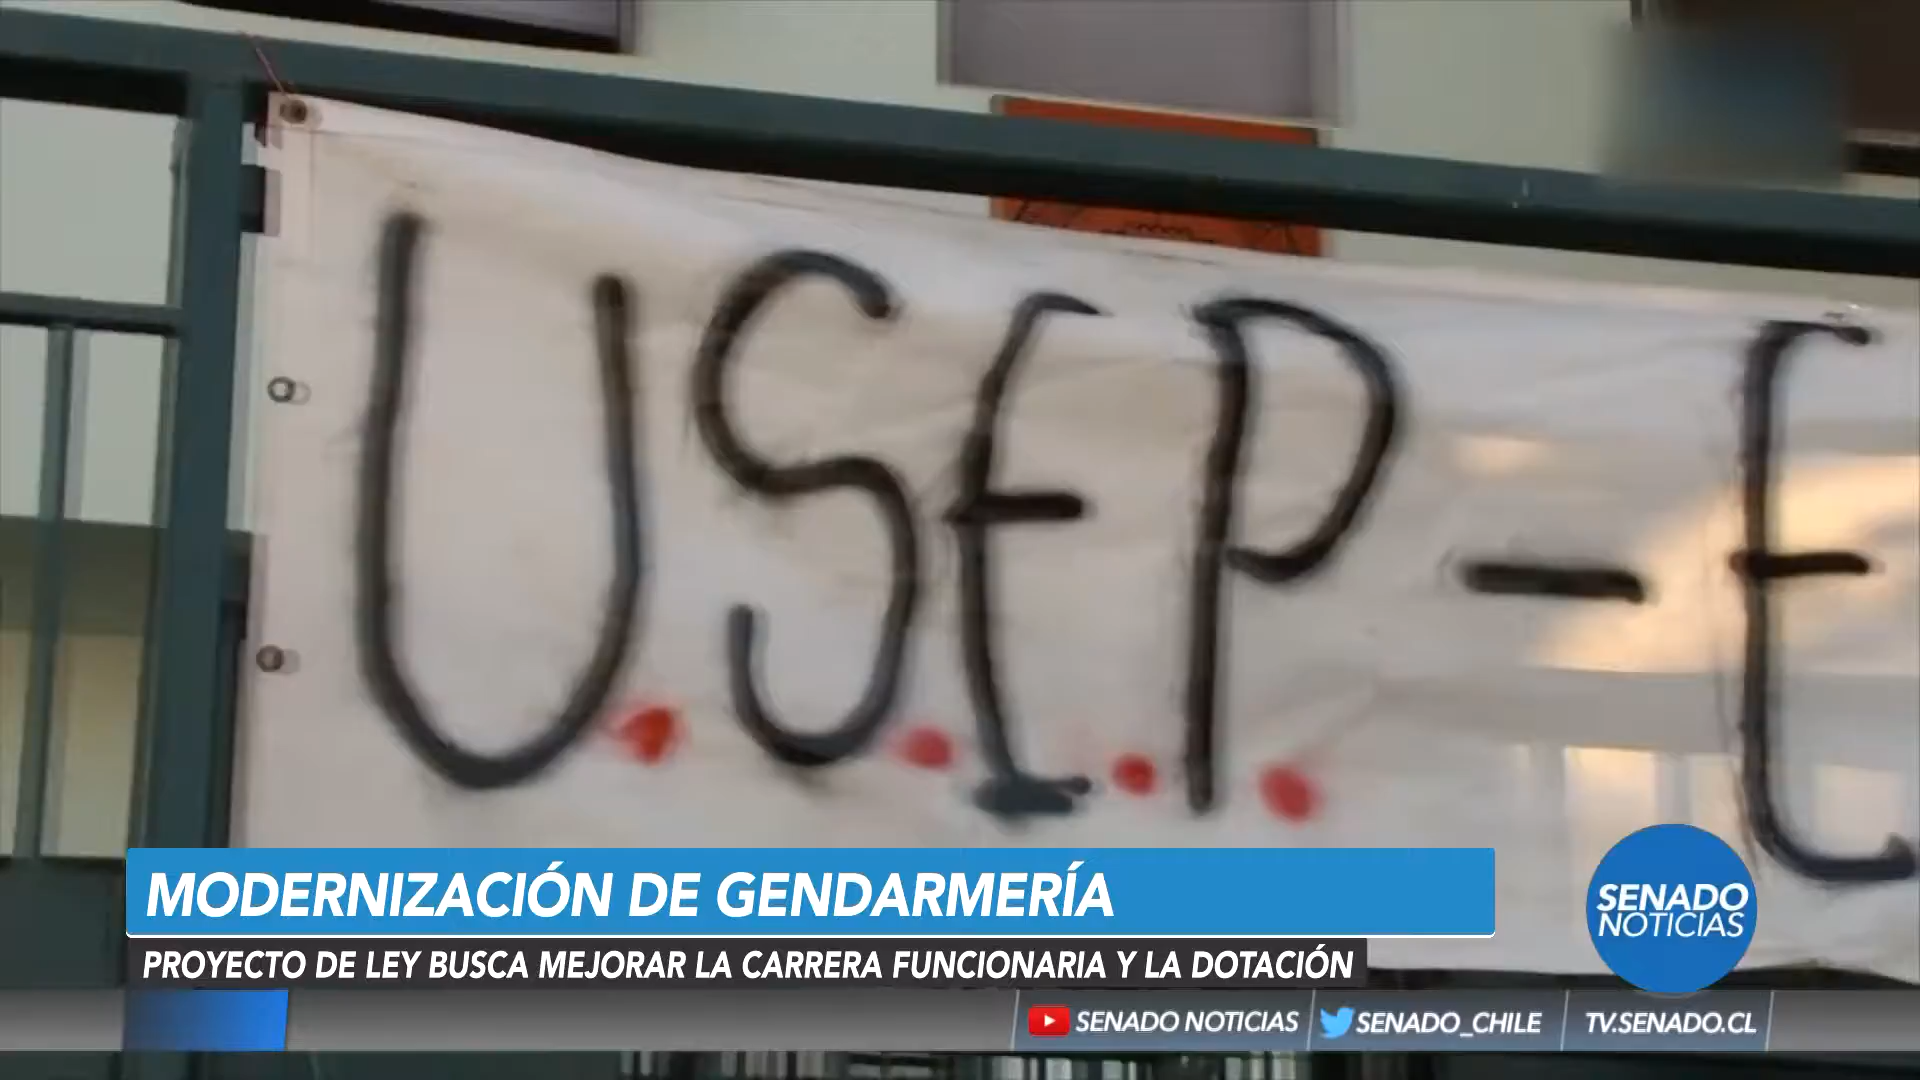 U.S.E.P. - E
MODERNIZACIÓN DE GENDARMERÍA
PROYECTO DE LEY BUSCA MEJORAR LA CARRERA FUNCIONARIA Y LA DOTACIÓN
SENADO
NOTICIAS
SENADO NOTICIAS
SENADO_CHILE
TV.SENADO.CL